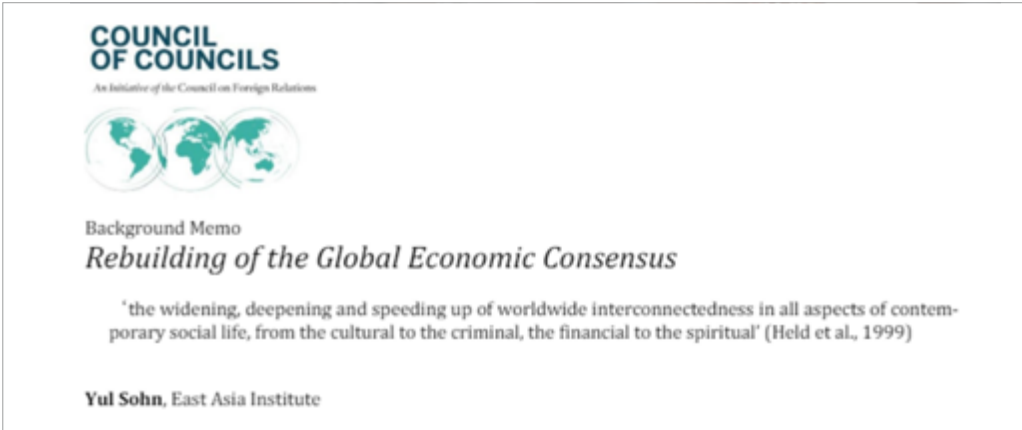 COUNCIL
OF COUNCILS
An Initiative of the Council on Foreign Relations
Background Memo
Rebuilding of the Global Economic Consensus
‘the widening, deepening and speeding up of worldwide interconnectedness in all aspects of contem-
porary social life, from the cultural to the criminal, the financial to the spiritual’ (Held et al., 1999)
Yul Sohn, East Asia Institute